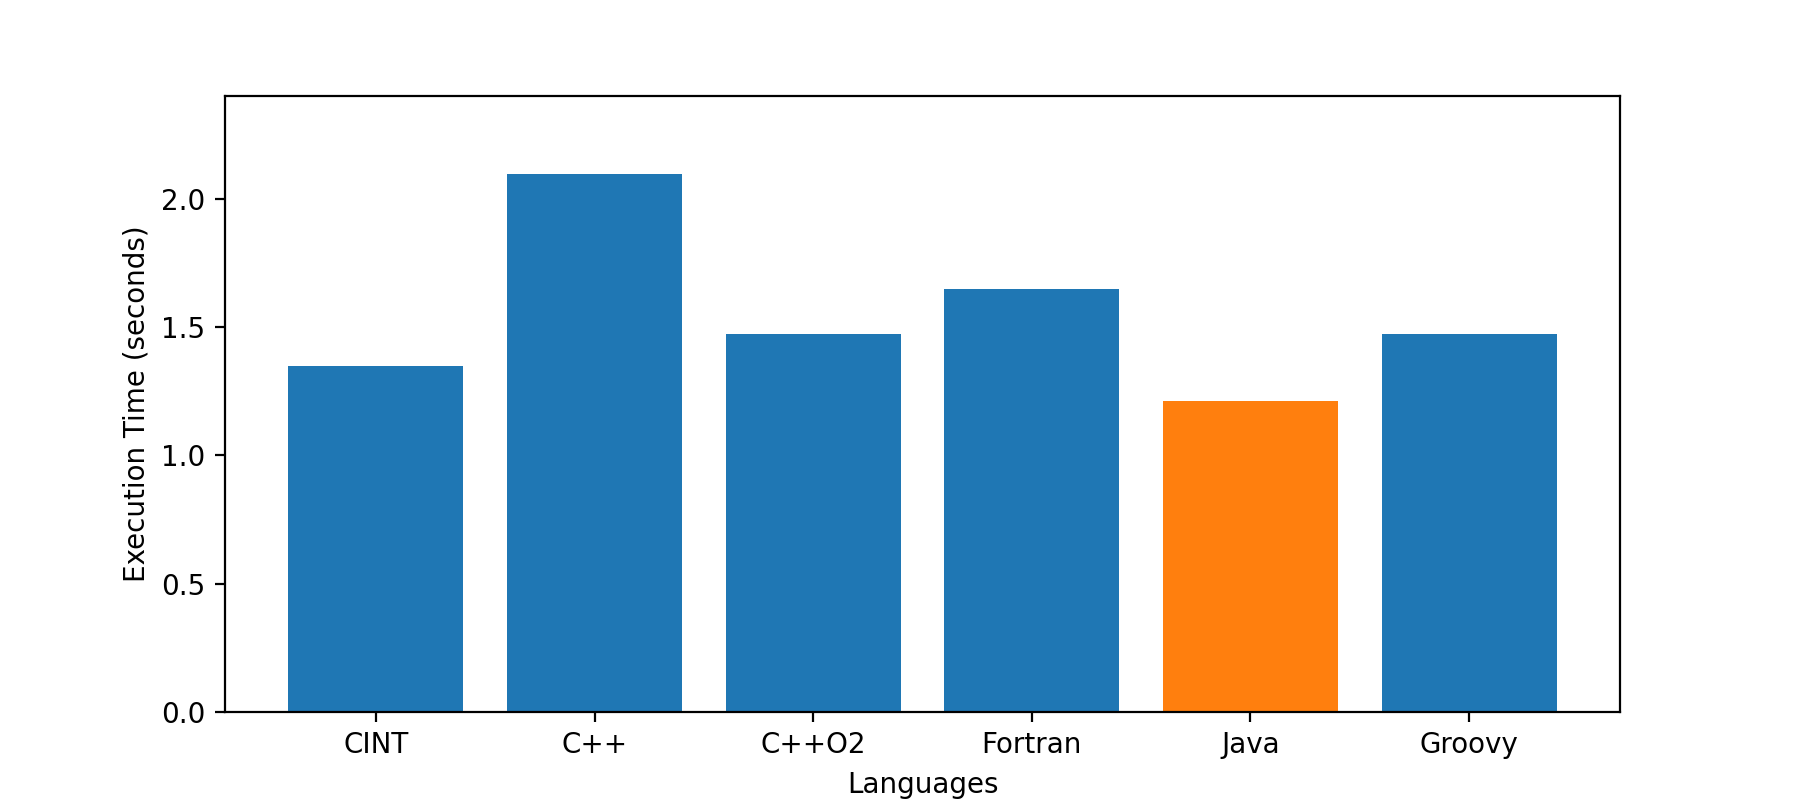 Execution Time (seconds)
2.0
1.5
1.0
0.5
0.0
CINT C++ C++O2 Fortran Java Groovy
Languages